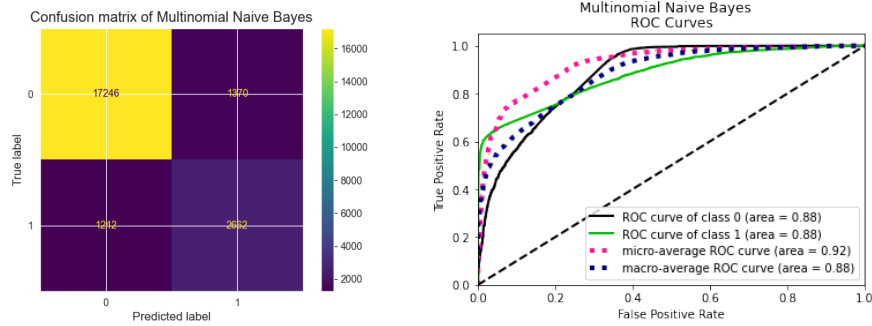 Confusion matrix of Multinomial Naive Bayes
0
17246
1370
True label
1
1242
2662
0
1
Predicted label
16000
14000
12000
10000
8000
6000
4000
2000
Multinomial Naive Bayes
ROC Curves
1.0
0.8
0.6
0.4
0.2
0.0
True Positive Rate
ROC curve of class 0 (area = 0.88)
ROC curve of class 1 (area = 0.88)
micro-average ROC curve (area = 0.92)
macro-average ROC curve (area = 0.88)
0.0
0.2
0.4
0.6
0.8
1.0
False Positive Rate